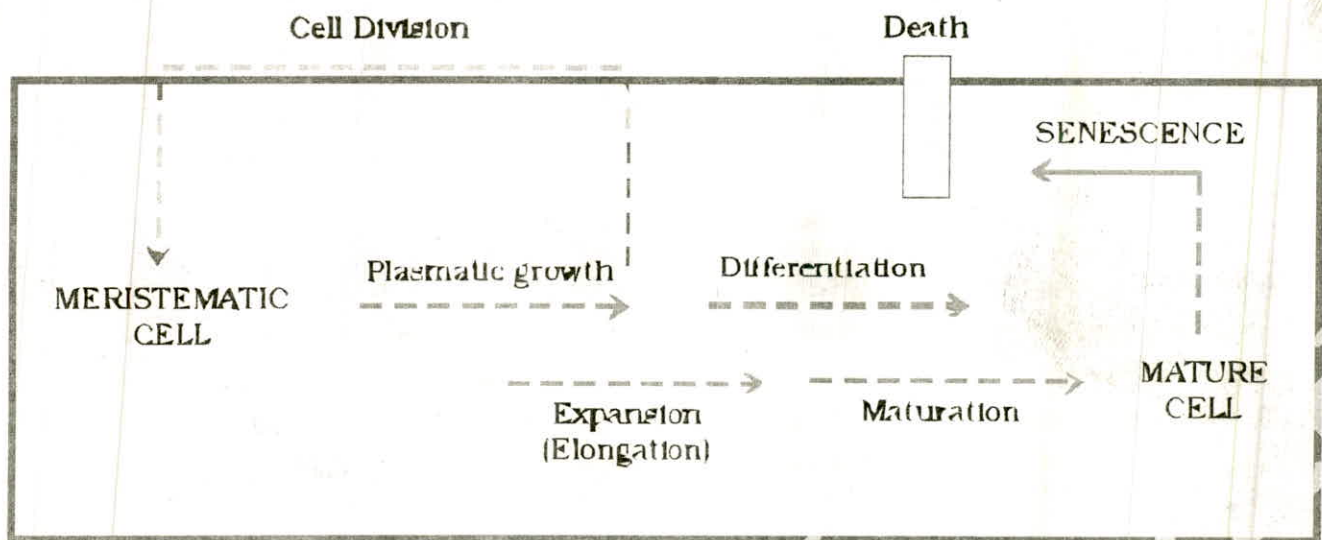 Cell Division
Death
SENESCENCE
Plasmatic growth
Differentiation
MERISTEMATIC
CELL
Expansion
(Elongation)
Maturation
MATURE
CELL